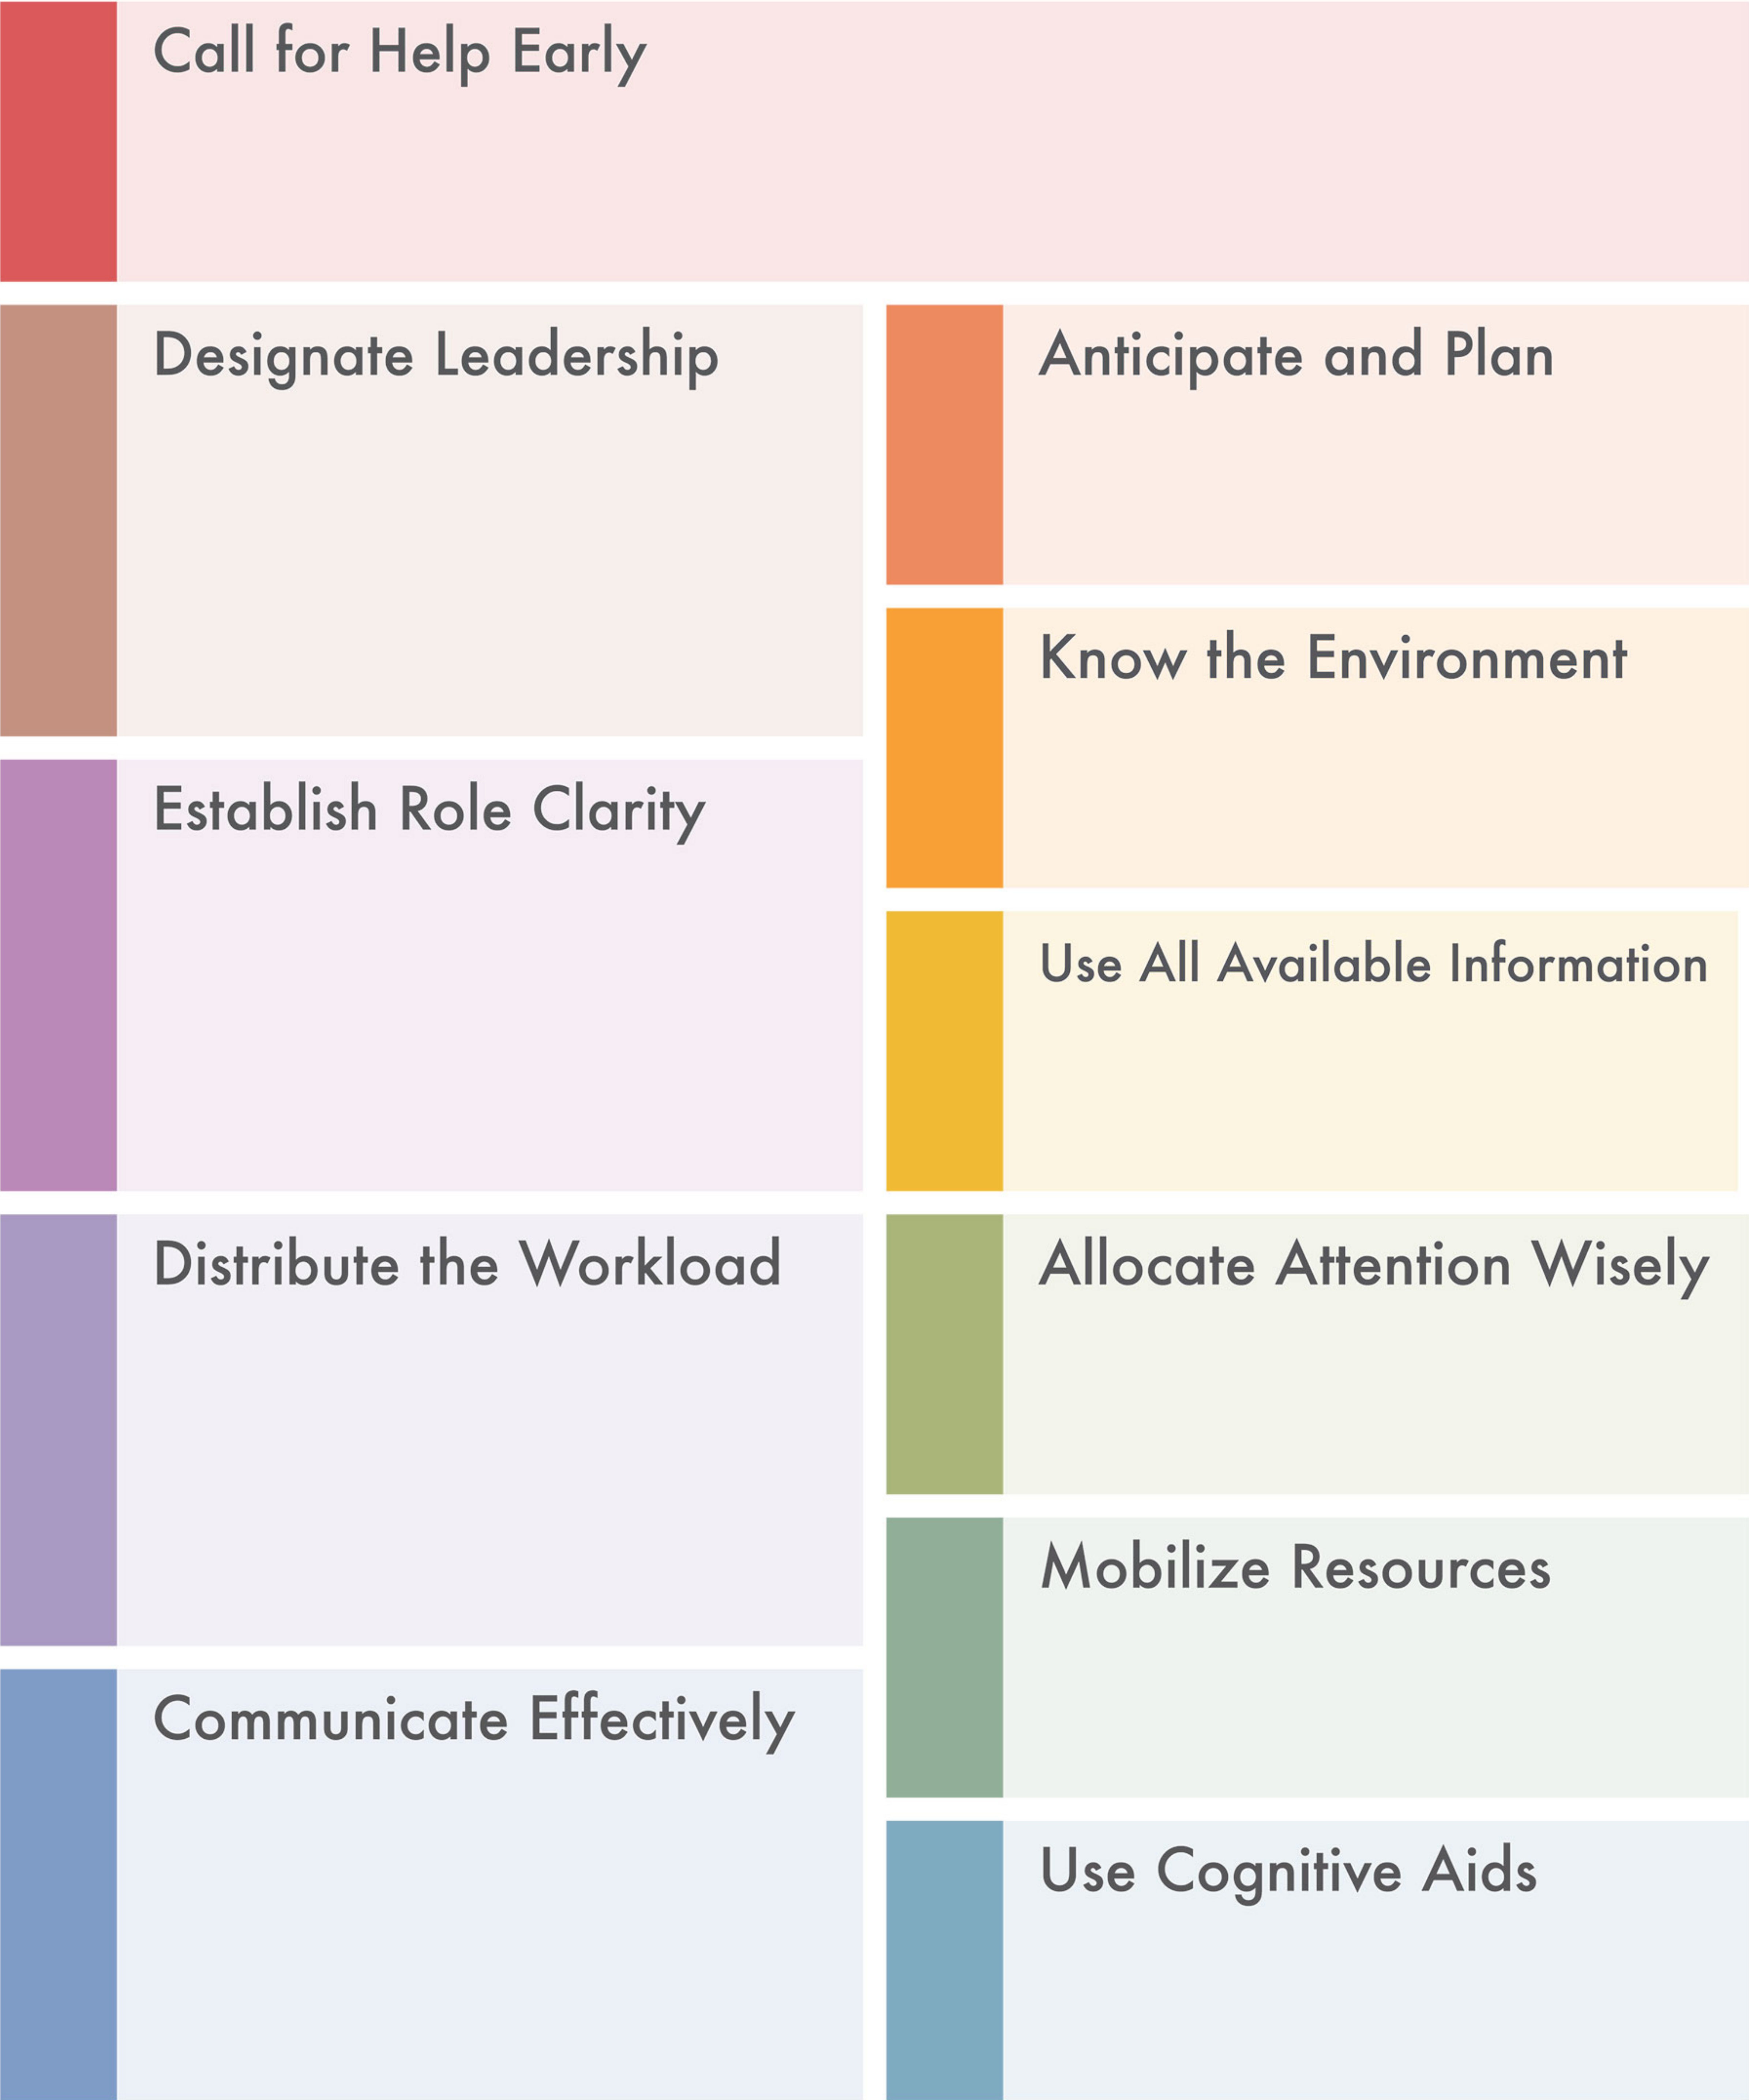 Call for Help Early
Designate Leadership
Establish Role Clarity
Distribute the Workload
Communicate Effectively
Anticipate and Plan
Know the Environment
Use All Available Information
Allocate Attention Wisely
Mobilize Resources
Use Cognitive Aids